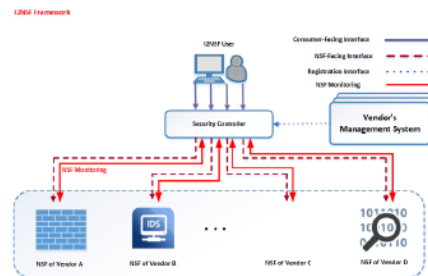 I2NSF Framework
Consumer-Facing Interface
I2NSF User
NSF-Facing Interface
Registration Interface
NSF Monitoring
Security Controller
Vendor's
Management System
NSF Monitoring
IDS
1011010
NSF of Vendor A
NSF of Vendor B
...
NSF of Vendor C
NSF of Vendor D